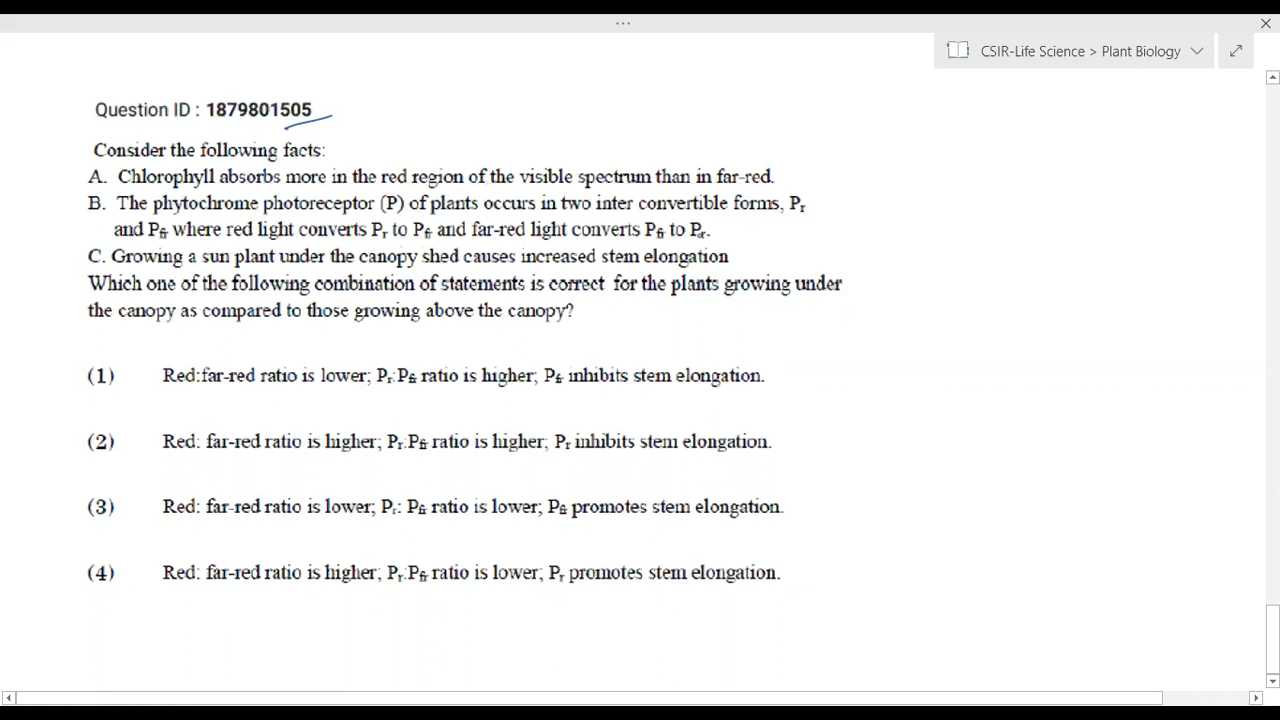 CSIR-Life Science > Plant Biology
Question ID : 1879801505
Consider the following facts:
A. Chlorophyll absorbs more in the red region of the visible spectrum than in far-red.
B. The phytochrome photoreceptor (P) of plants occurs in two inter convertible forms, Pr
and Pfr where red light converts Pr to Pfr and far-red light converts Pfr to Pr.
C. Growing a sun plant under the canopy shed causes increased stem elongation
Which one of the following combination of statements is correct for the plants growing under
the canopy as compared to those growing above the canopy?
(1) Red:far-red ratio is lower; Pr:Pfr ratio is higher; Pfr inhibits stem elongation.
(2) Red: far-red ratio is higher; Pr:Pfr ratio is higher; Pr inhibits stem elongation.
(3) Red: far-red ratio is lower; Pr: Pfr ratio is lower; Pfr promotes stem elongation.
(4) Red: far-red ratio is higher; Pr:Pfr ratio is lower; Pr promotes stem elongation.